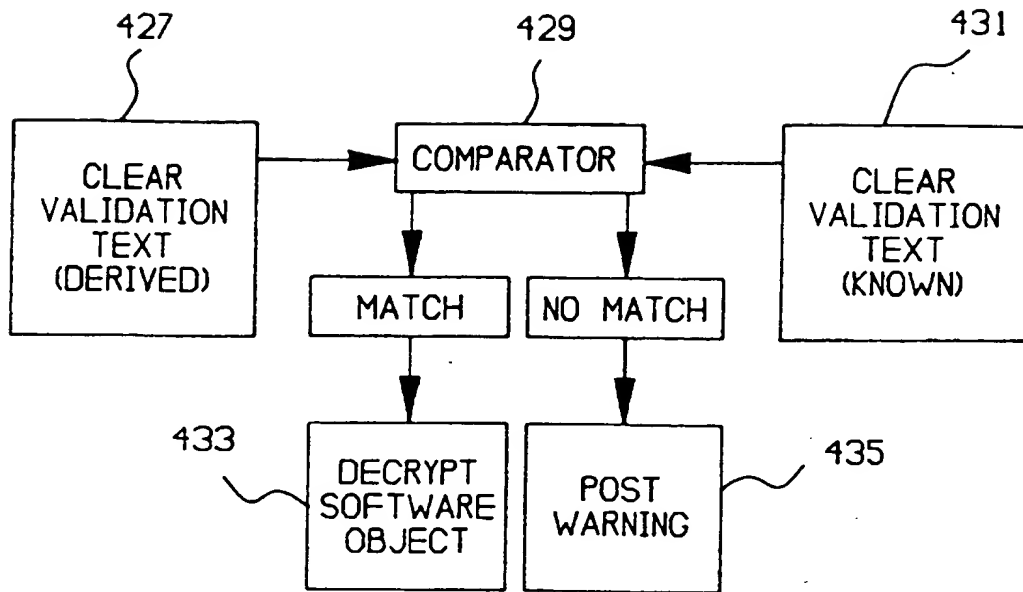 427
429
431
CLEAR
VALIDATION
TEXT
(DERIVED)
COMPARATOR
CLEAR
VALIDATION
TEXT
(KNOWN)
MATCH
NO MATCH
433
DECRYPT
SOFTWARE
OBJECT
POST
WARNING
435